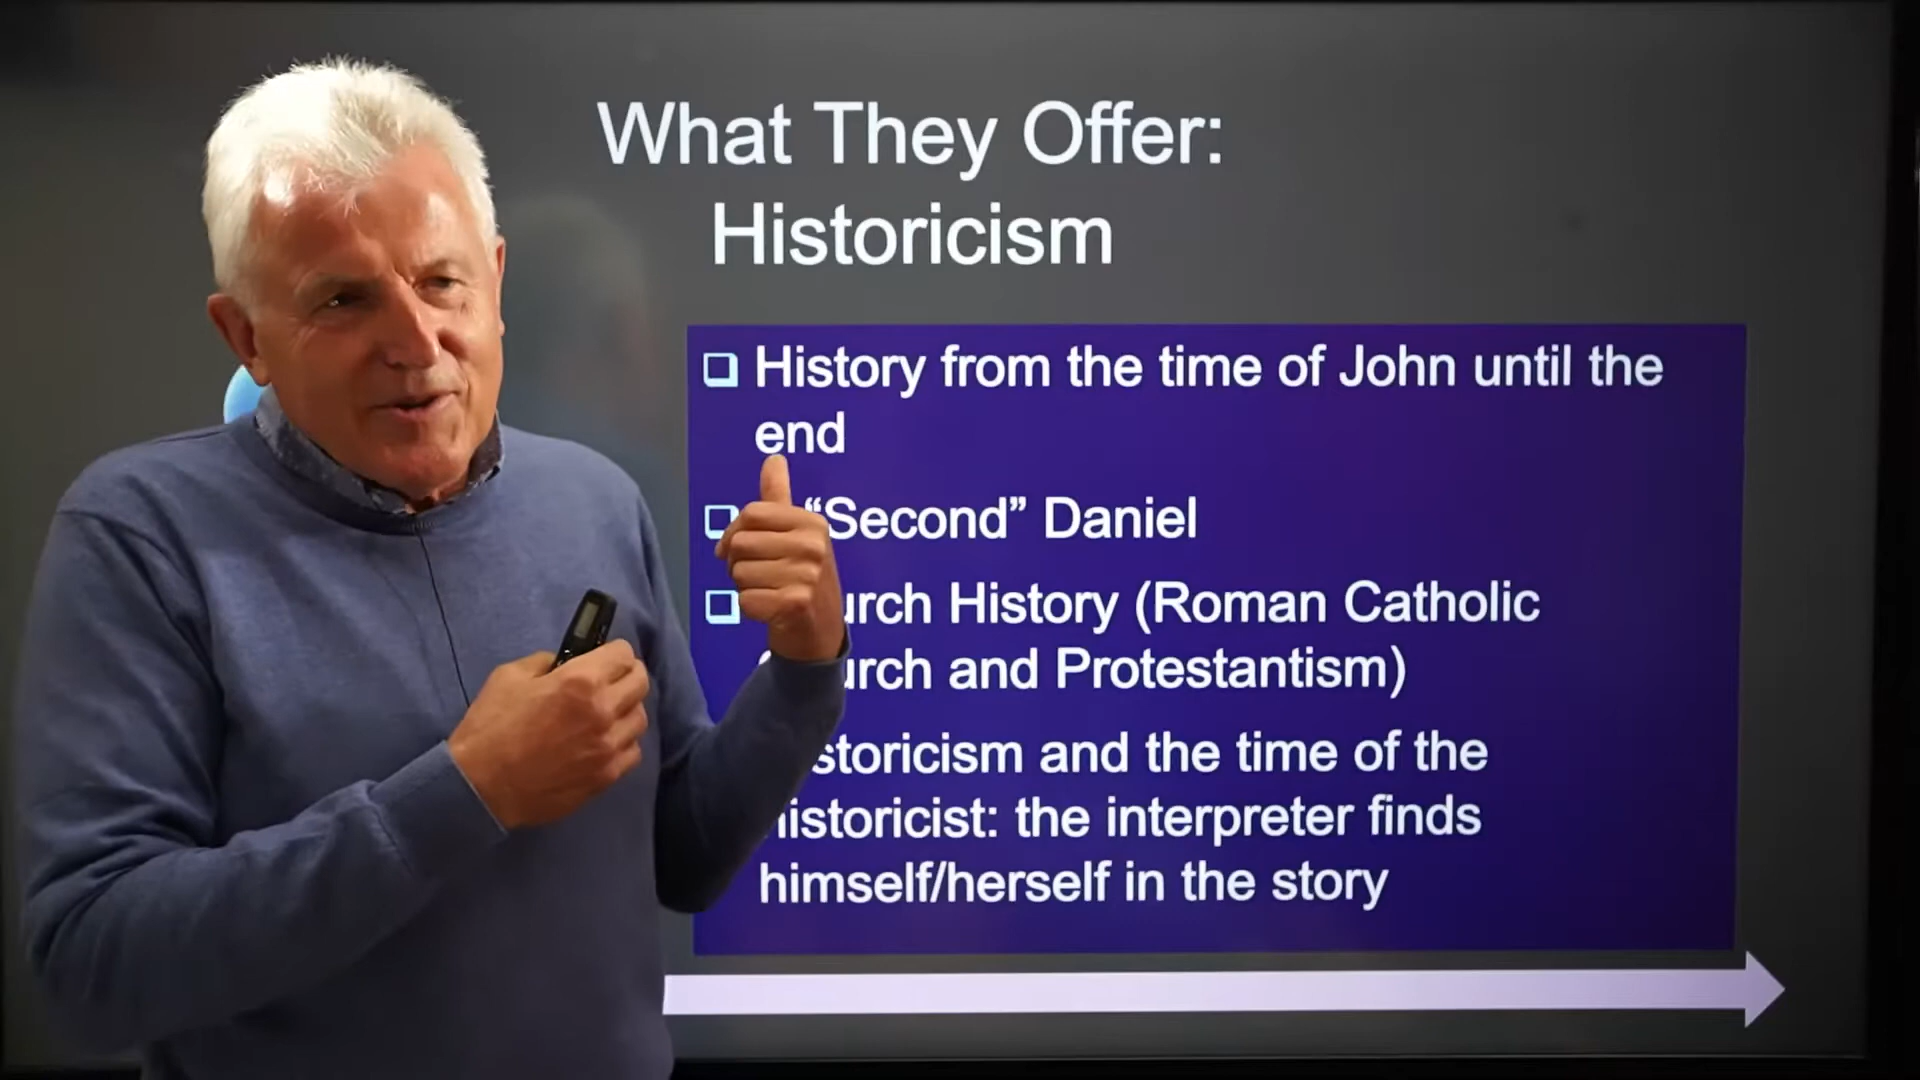 What They Offer:
Historicism
History from the time of John until the
end
“Second” Daniel
History (Roman Catholic
and Protestantism)
and the time of the
historicist: the interpreter finds
himself/herself in the story